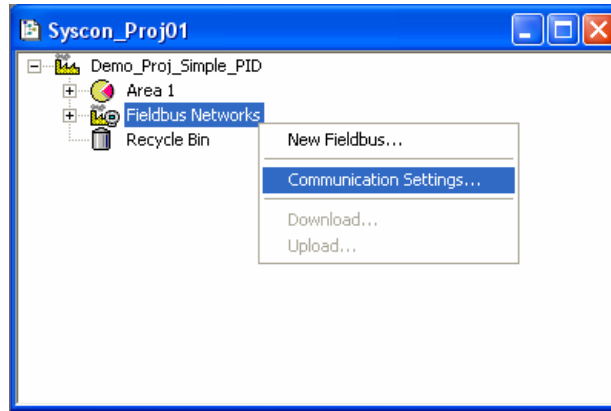 Syscon_Proj01
Demo_Proj_Simple_PID
Area 1
Fieldbus Networks
Recycle Bin
New Fieldbus...
Communication Settings...
Download...
Upload...